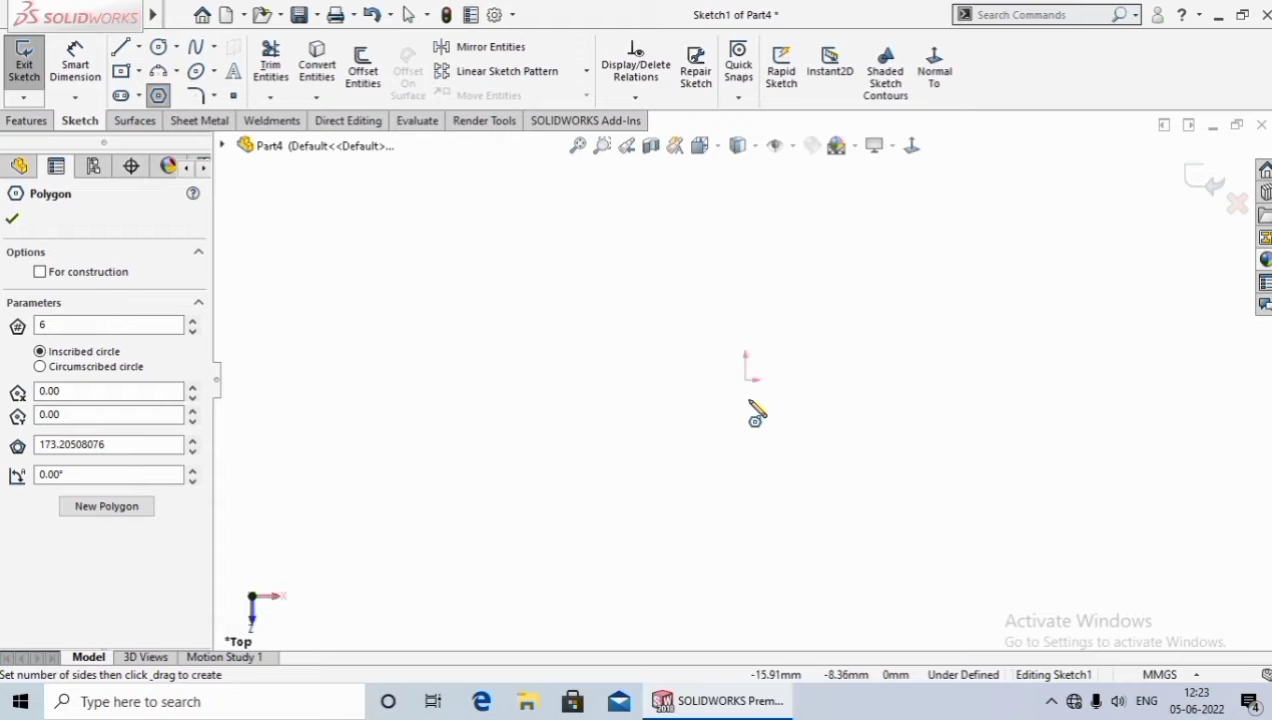 SOLIDWORKS
Sketch1 of Part4 *
Search Commands
?
Exit Sketch
Smart Dimension
Trim Entities
Convert Entities
Offset Entities
Offset On Surface
Mirror Entities
Linear Sketch Pattern
Move Entities
Display/Delete Relations
Repair Sketch
Quick Snaps
Rapid Sketch
Instant2D
Shaded Sketch Contours
Normal To
Features
Sketch
Surfaces
Sheet Metal
Weldments
Direct Editing
Evaluate
Render Tools
SOLIDWORKS Add-Ins
Part4 (Default<<Default>...
Polygon
Options
For construction
Parameters
6
Inscribed circle
Circumscribed circle
0.00
0.00
173.20508076
0.00°
New Polygon
X
Z
*Top
Activate Windows
Go to Settings to activate Windows.
Model
3D Views
Motion Study 1
Set number of sides then click _drag to create
-15.91mm
-8.36mm
0mm
Under Defined
Editing Sketch1
MMGS
Type here to search
SOLIDWORKS Prem...
ENG
12:23
05-06-2022
4